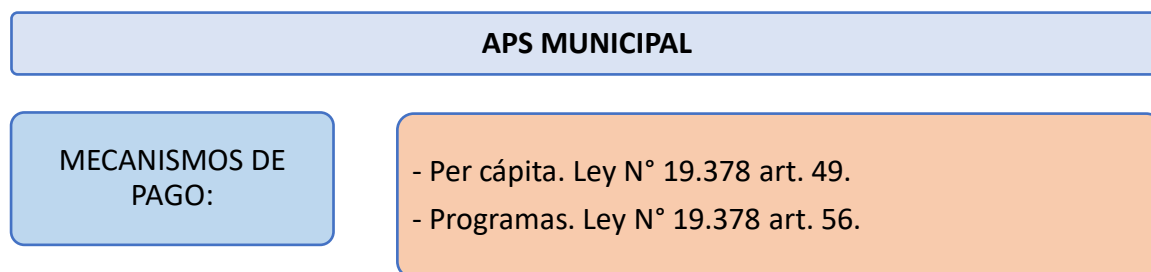 APS MUNICIPAL
MECANISMOS DE
PAGO:
- Per cápita. Ley N° 19.378 art. 49.
- Programas. Ley N° 19.378 art. 56.